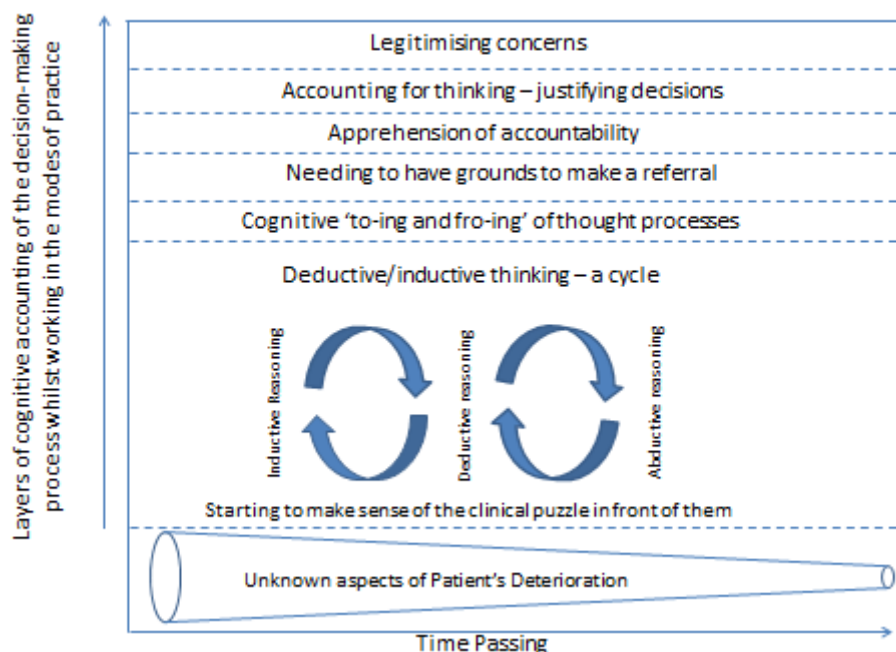 Layers of cognitive accounting of the decision-making
process whilst working in the modes of practice
Legitimising concerns
Accounting for thinking – justifying decisions
Apprehension of accountability
Needing to have grounds to make a referral
Cognitive ‘to-ing and fro-ing’ of thought processes
Deductive/inductive thinking – a cycle
Inductive Reasoning
Deductive reasoning
Abductive reasoning
Starting to make sense of the clinical puzzle in front of them
Unknown aspects of Patient’s Deterioration
Time Passing